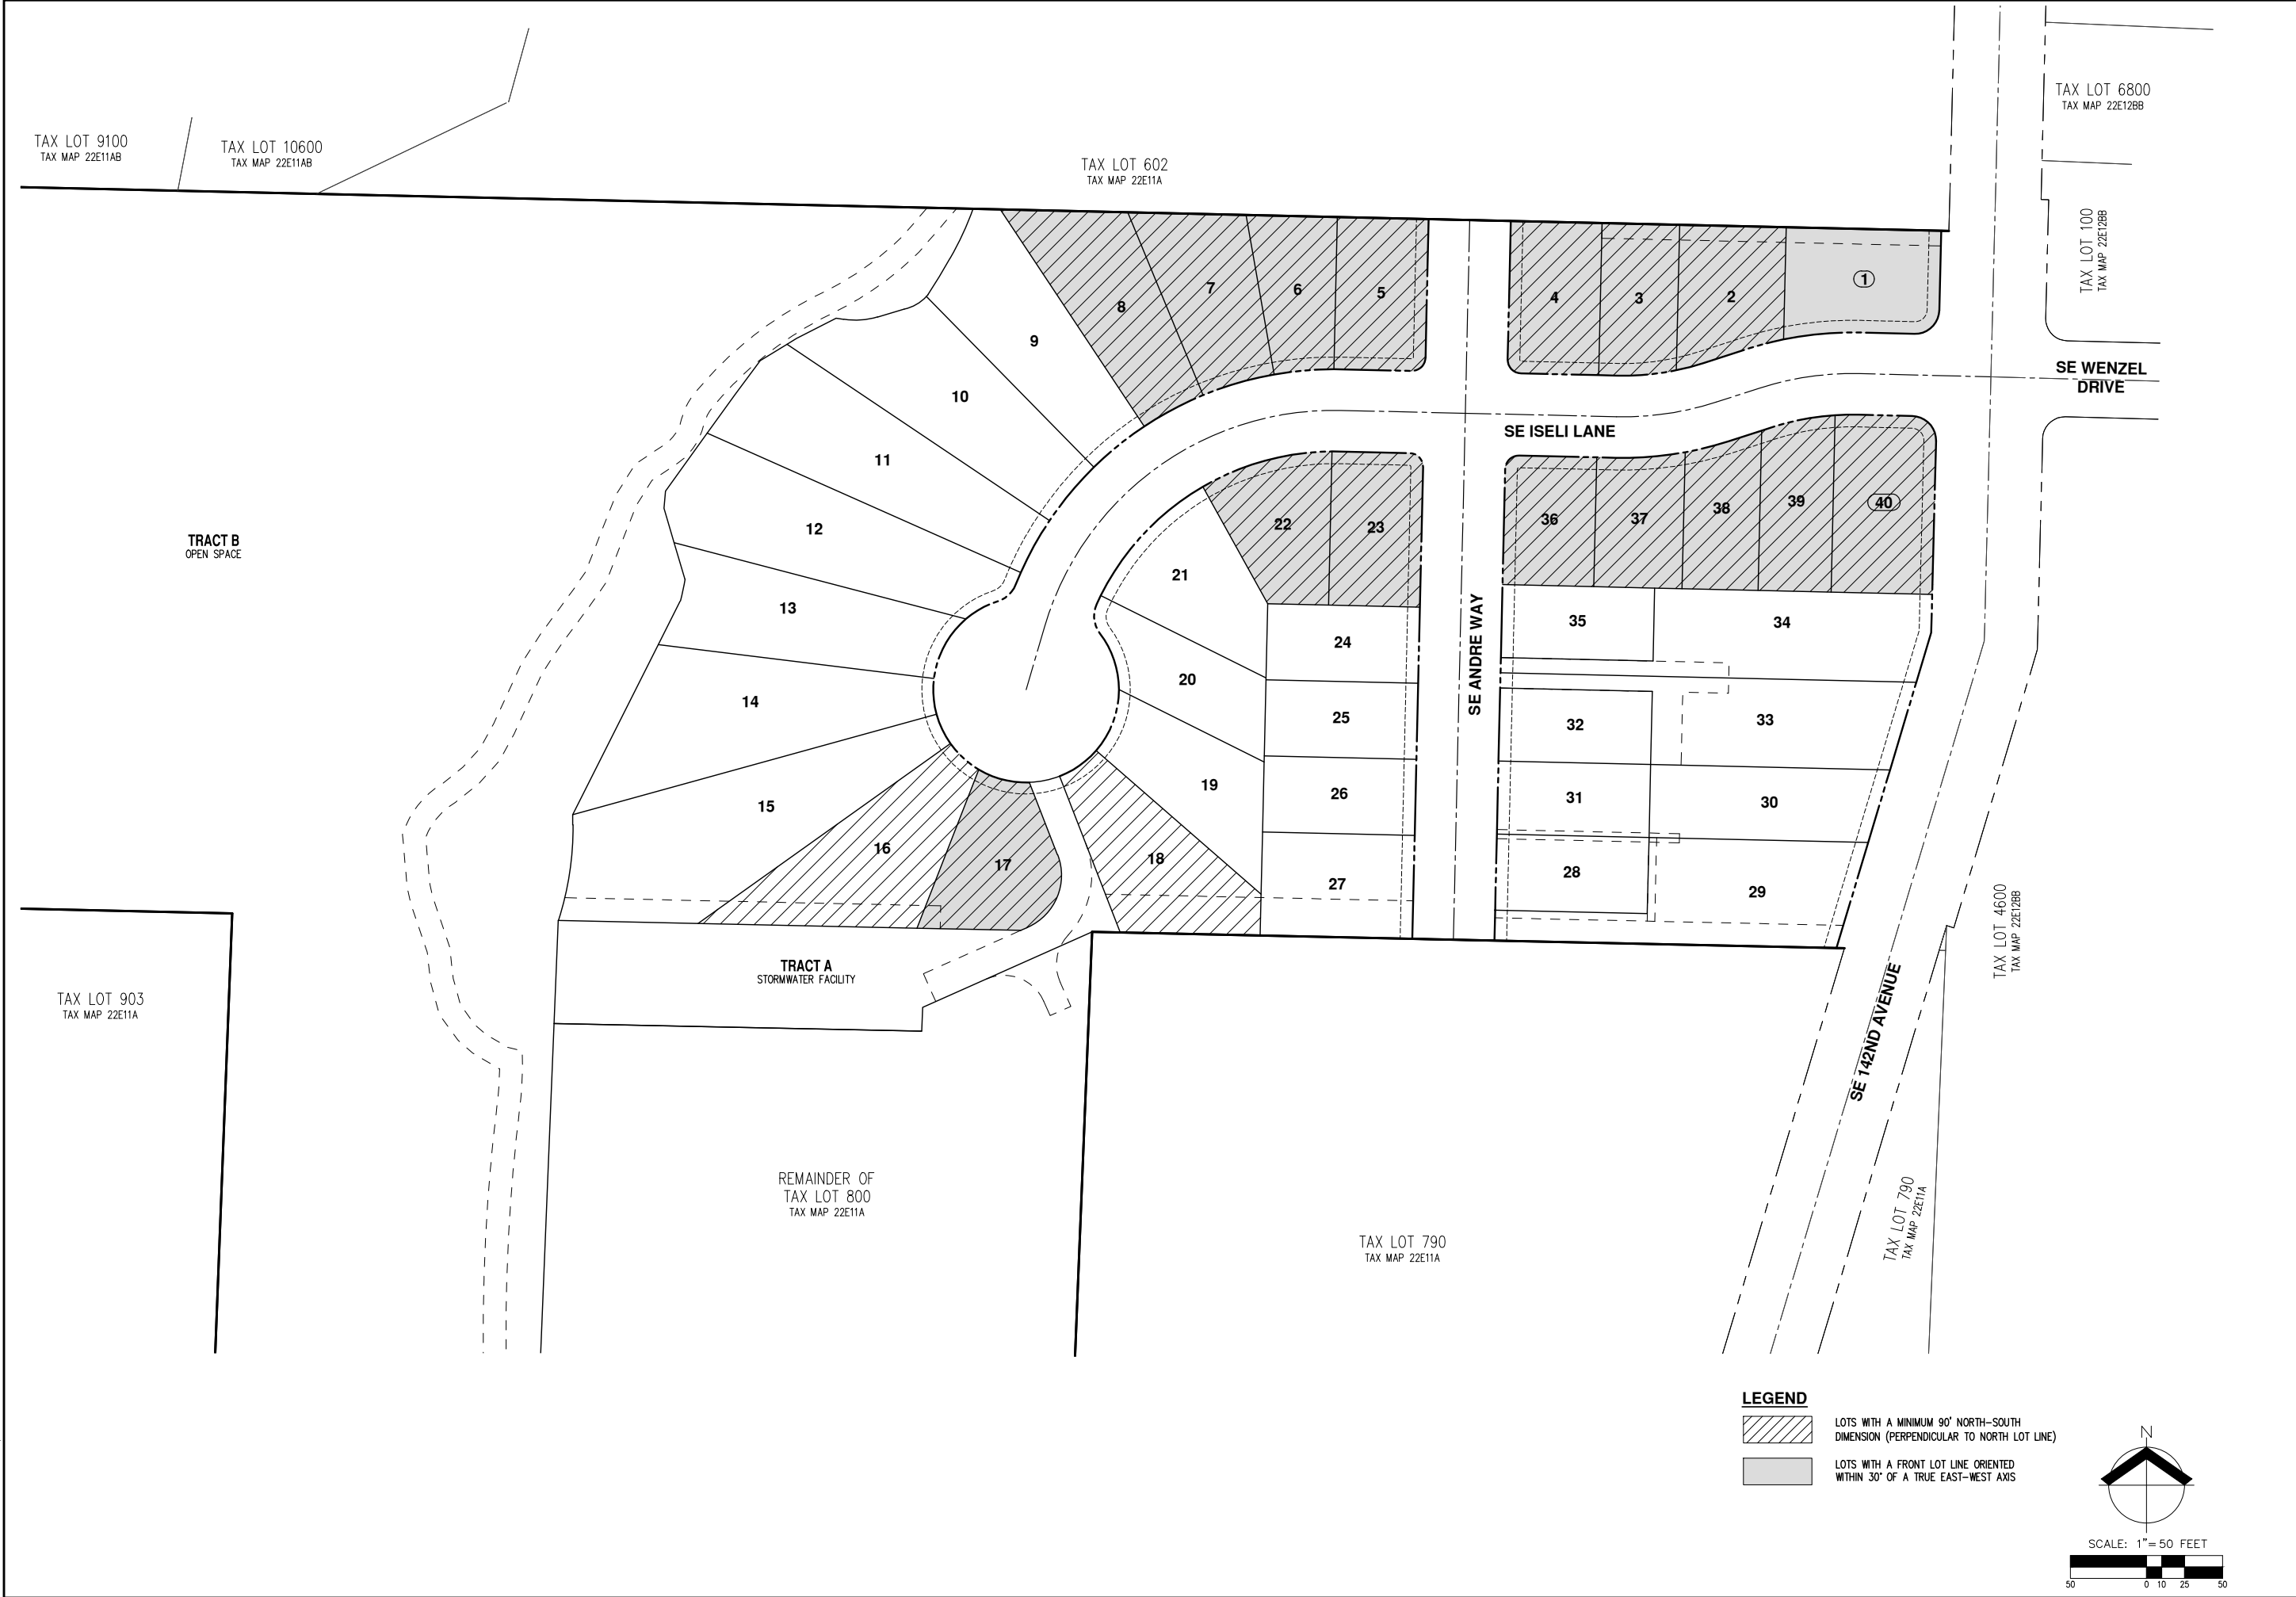 TAX LOT 9100
TAX MAP 22E11AB
TAX LOT 10600
TAX MAP 22E11AB
TAX LOT 602
TAX MAP 22E11A
TAX LOT 6800
TAX MAP 22E12BB
TAX LOT 100
TAX MAP 22E12BB
8
7
6
5
4
3
2
1
SE WENZEL
DRIVE
9
10
11
12
13
14
15
16
17
18
19
20
21
22
23
SE ISELI LANE
36
37
38
39
40
TRACT B
OPEN SPACE
24
25
26
27
SE ANDRE WAY
35
34
32
33
31
30
28
29
TAX LOT 4600
TAX MAP 22E12BB
TRACT A
STORMWATER FACILITY
TAX LOT 903
TAX MAP 22E11A
SE 142ND AVENUE
REMAINDER OF
TAX LOT 800
TAX MAP 22E11A
TAX LOT 790
TAX MAP 22E11A
TAX LOT 790
TAX MAP 22E11A
LEGEND
LOTS WITH A MINIMUM 90' NORTH-SOUTH
DIMENSION (PERPENDICULAR TO NORTH LOT LINE)
LOTS WITH A FRONT LOT LINE ORIENTED
WITHIN 30° OF A TRUE EAST-WEST AXIS
N
SCALE: 1"= 50 FEET
50 0 10 25 50